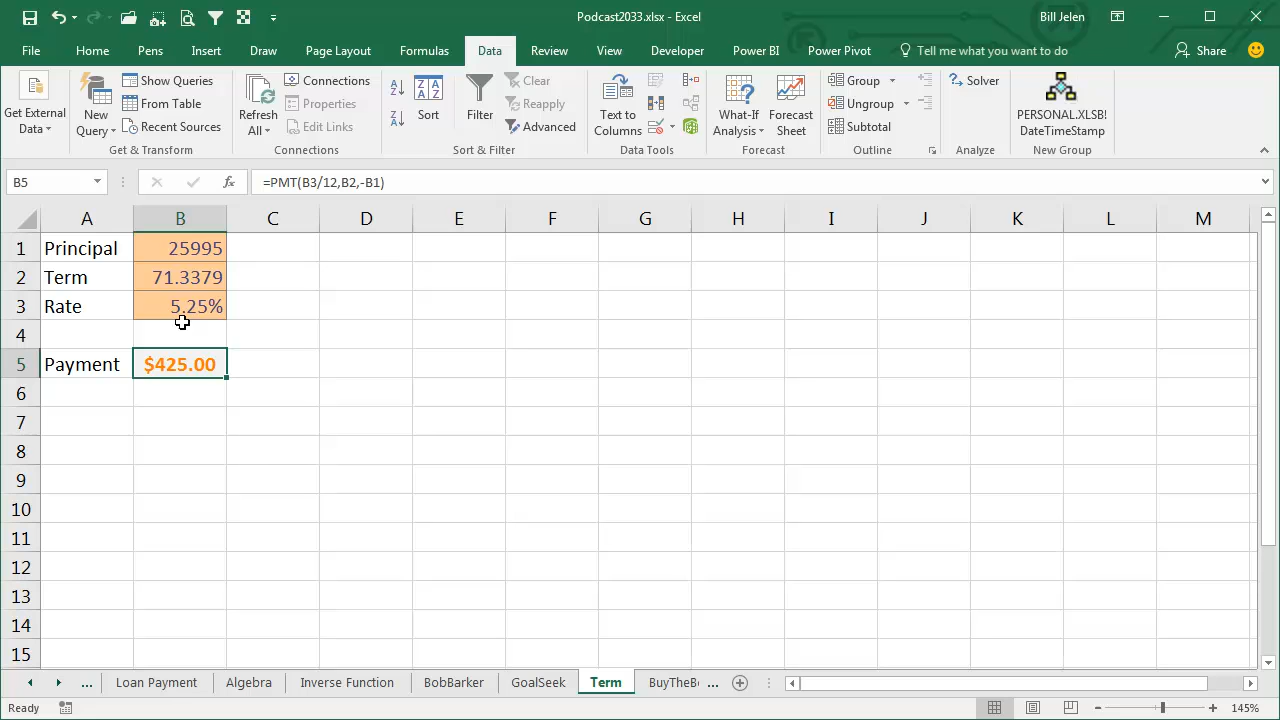 Podcast2033.xlsx - Excel
Bill Jelen
File Home Pens Insert Draw Page Layout Formulas Data Review View Developer Power BI Power Pivot Tell me what you want to do Share
Get External Data
New Query
Show Queries
From Table
Recent Sources
Get & Transform
Refresh All
Connections
Properties
Edit Links
Connections
Sort
Filter
Clear
Reapply
Advanced
Sort & Filter
Text to Columns
Data Tools
What-If Analysis
Forecast Sheet
Forecast
Group
Ungroup
Subtotal
Outline
Solver
Analyze
PERSONAL.XLSB! DateTimeStamp
New Group
B5 fx =PMT(B3/12,B2,-B1)
A B C D E F G H I J K L M
1 Principal 25995
2 Term 71.3379
3 Rate 5.25%
4
5 Payment $425.00
6
7
8
9
10
11
12
13
14
15
... Loan Payment Algebra Inverse Function BobBarker GoalSeek Term BuyTheB ...
Ready 145%